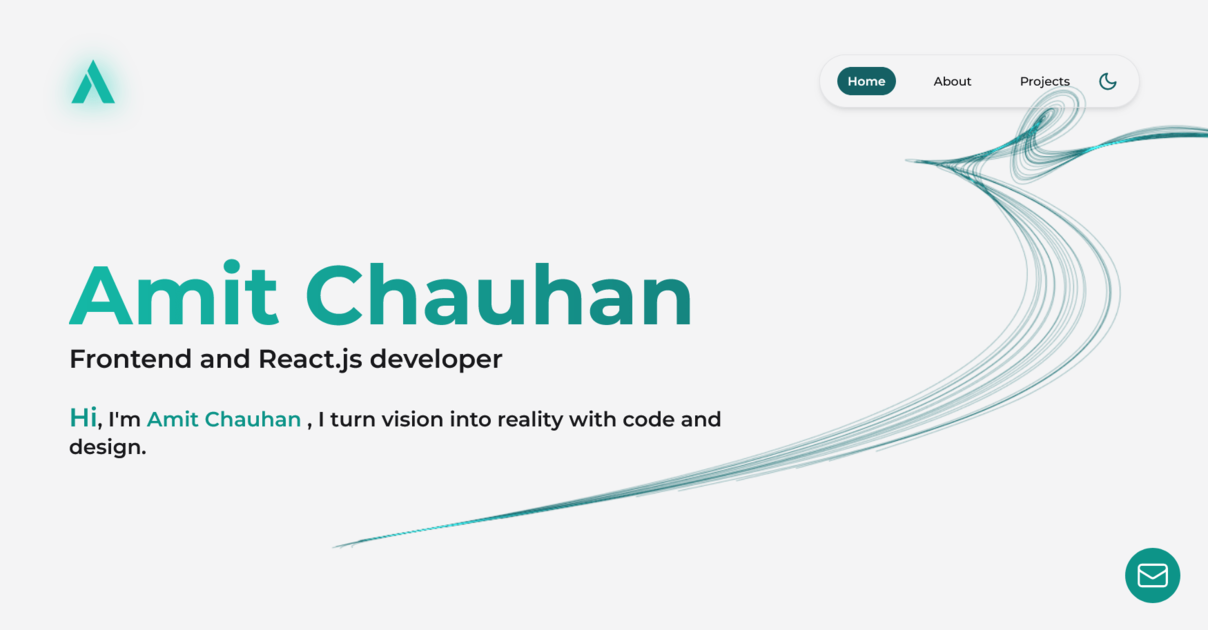 Home About Projects
Amit Chauhan
Frontend and React.js developer
Hi, I'm Amit Chauhan , I turn vision into reality with code and
design.